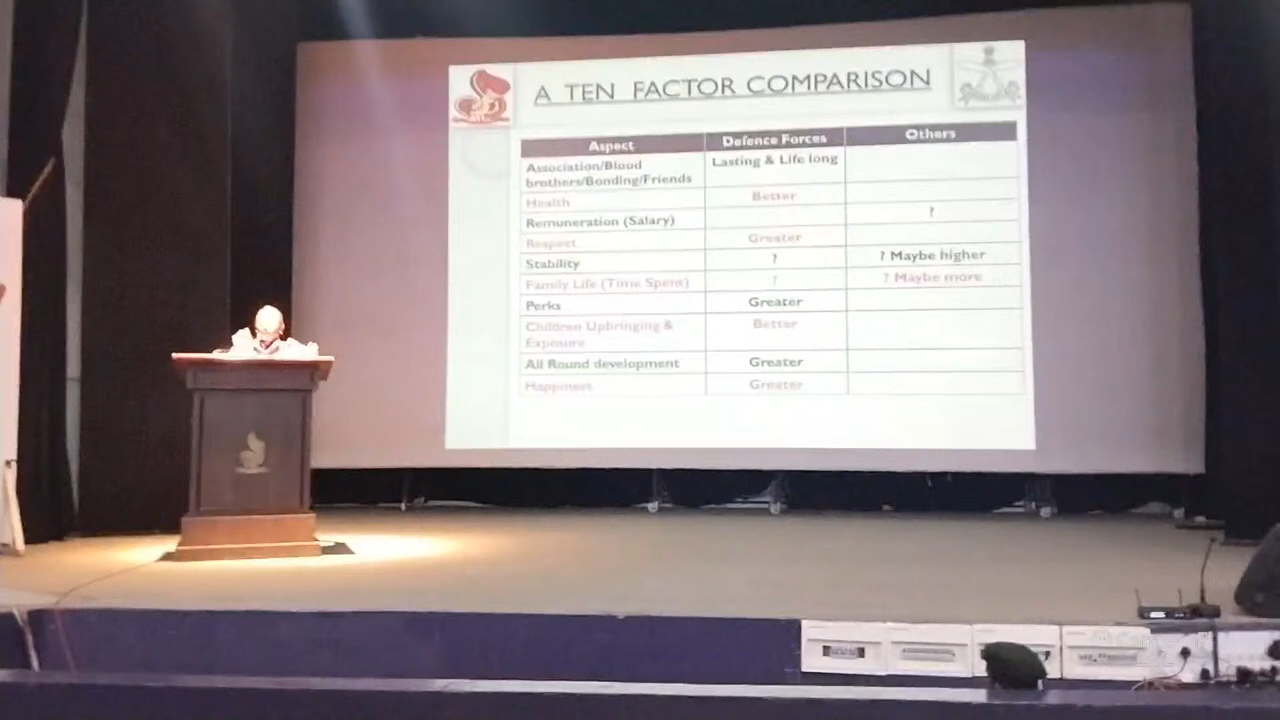 A TEN FACTOR COMPARISON
Aspect Defence Forces Others
Association/Blood brothers/Bonding/Friends Lasting & Life long
Health Better
Remuneration (Salary) ?
Respect Greater
Stability ? ? Maybe higher
Family Life (Time Spent) ? ? Maybe more
Perks Greater
Children Upbringing & Exposure Better
All Round development Greater
Happiness Greater